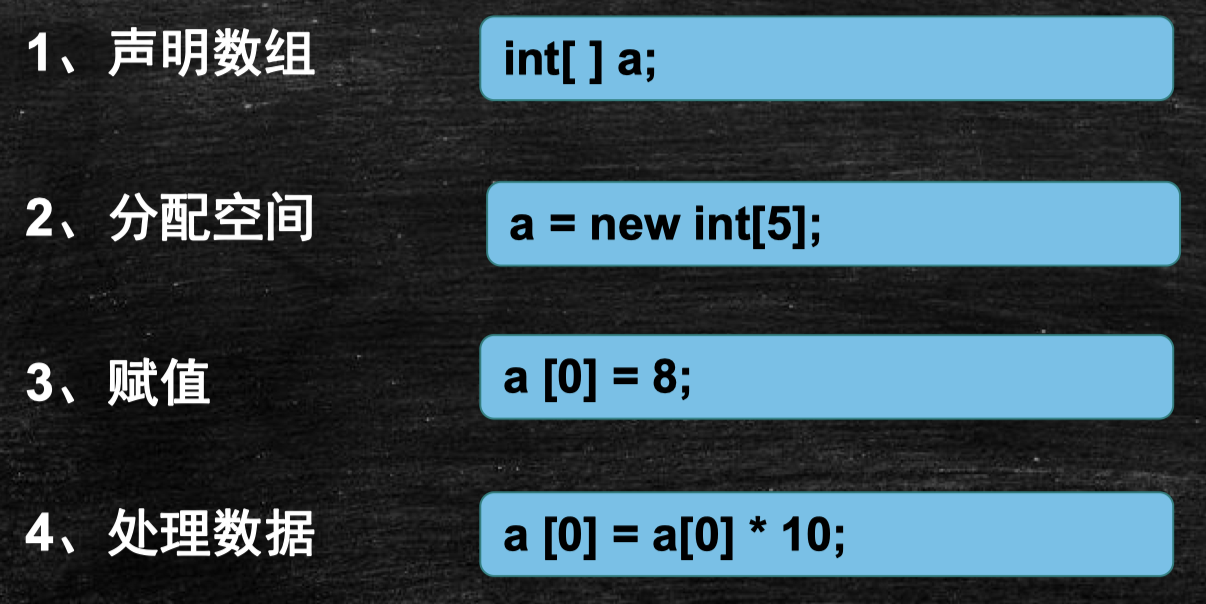 1、声明数组
int[ ] a;
2、分配空间
a = new int[5];
3、赋值
a [0] = 8;
4、处理数据
a [0] = a[0] * 10;